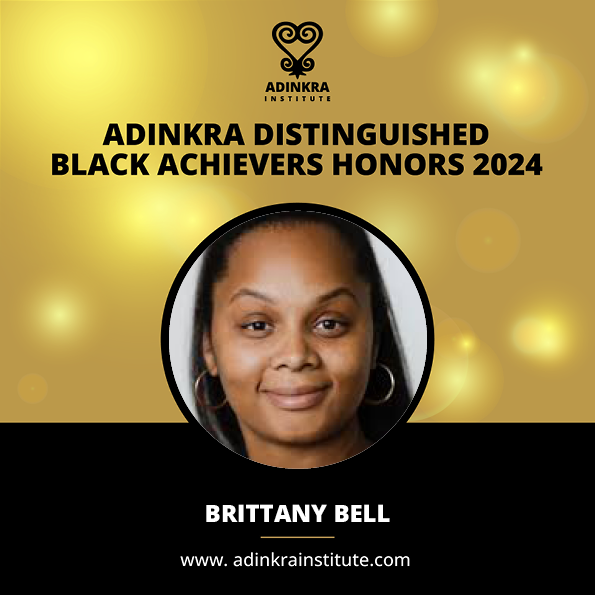 ADINKRA
INSTITUTE
ADINKRA DISTINGUISHED
BLACK ACHIEVERS HONORS 2024
BRITTANY BELL
www. adinkrainstitute.com